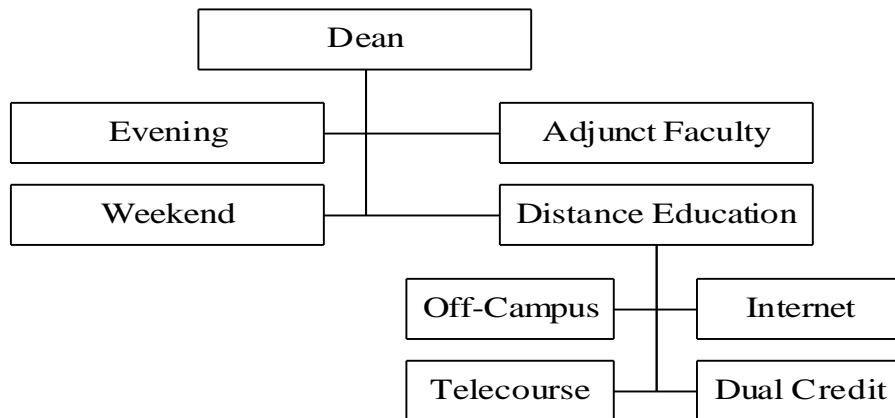 Dean
Evening
Adjunct Faculty
Weekend
Distance Education
Off-Campus
Internet
Telecourse
Dual Credit